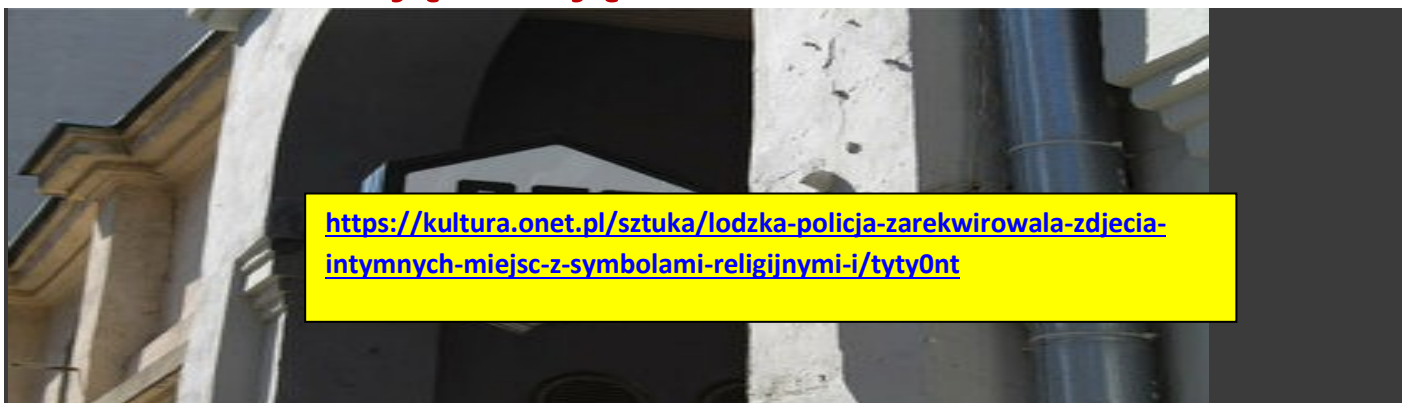 https://kultura.onet.pl/sztuka/lodzka-policja-zarekwirowala-zdjecia-
intymnych-miejsc-z-symbolami-religijnymi-i/tyty0nt